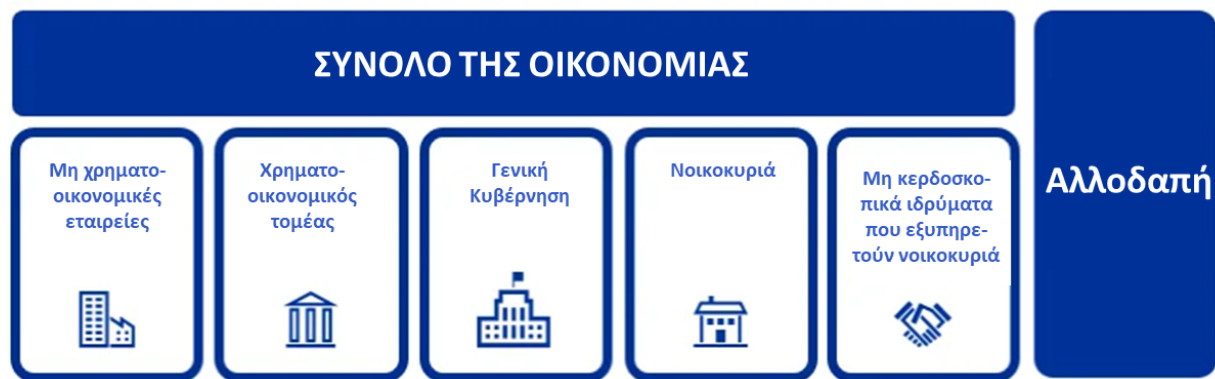 ΣΥΝΟΛΟ ΤΗΣ ΟΙΚΟΝΟΜΙΑΣ
Μη χρηματο-
οικονομικές
εταιρείες
Χρηματο-
οικονομικός
τομέας
Γενική
Κυβέρνηση
Νοικοκυριά
Μη κερδοσκο-
πικά ιδρύματα
που εξυπηρε-
τούν νοικοκυριά
Αλλοδαπή